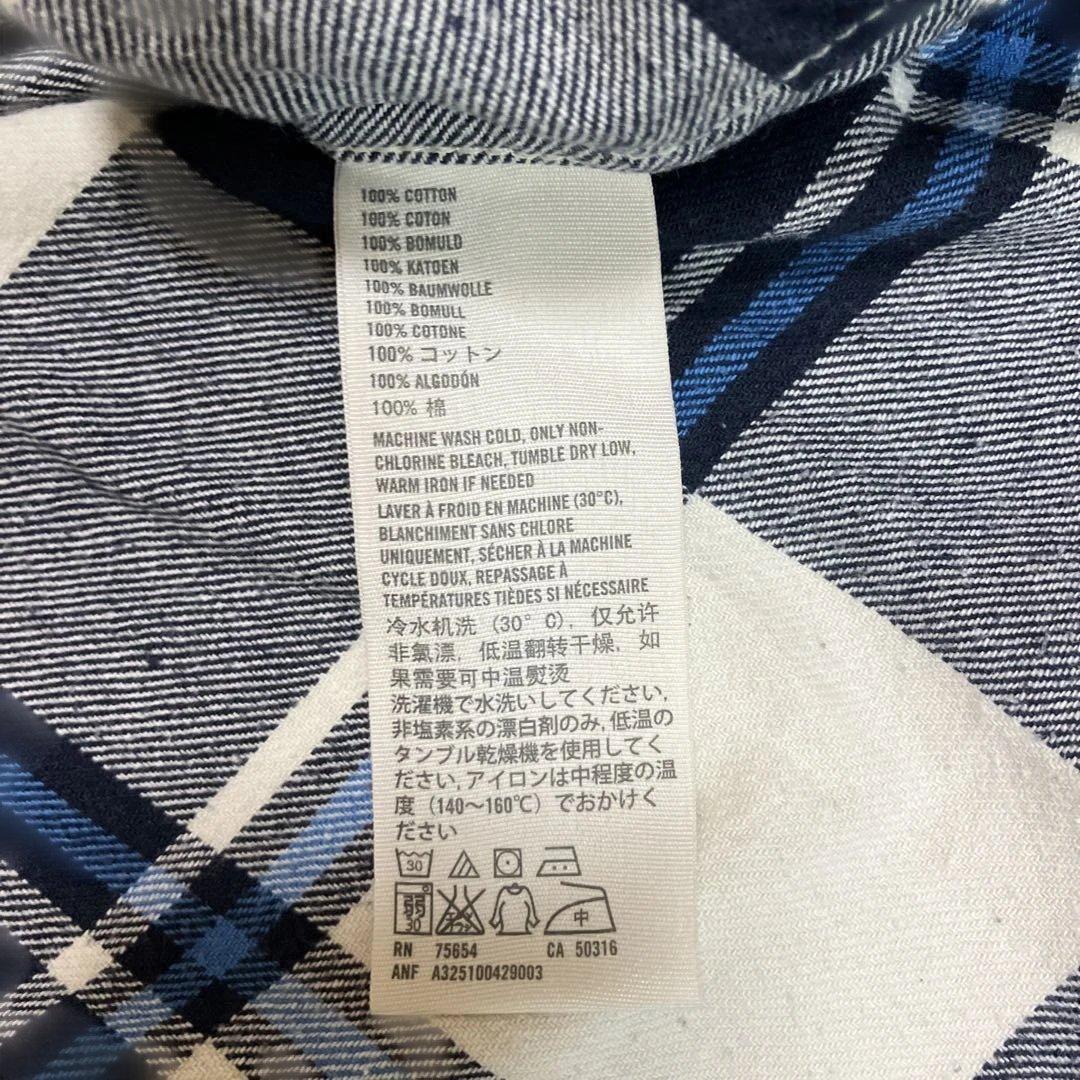 100% COTTON
100% COTON
100% BOMULD
100% KATOEN
100% BAUMWOLLE
100% BOMULL
100% COTONE
100% コットン
100% ALGODÓN
100% 棉
MACHINE WASH COLD, ONLY NON-
CHLORINE BLEACH, TUMBLE DRY LOW,
WARM IRON IF NEEDED
LAVER À FROID EN MACHINE (30°C),
BLANCHIMENT SANS CHLORE
UNIQUEMENT, SÉCHER À LA MACHINE
CYCLE DOUX, REPASSAGE À
TEMPÉRATURES TIÈDES SI NÉCESSAIRE
冷水机洗 (30° C), 仅允许
非氯漂, 低温翻转干燥, 如
果需要可中温熨烫
洗濯機で水洗いしてください,
非塩素系の漂白剤のみ, 低温の
タンブル乾燥機を使用してく
ださい, アイロンは中程度の温
度 (140～160℃) でおかけく
ださい
30
弱 中
30
RN 75654 CA 50316
ANF A325100429003